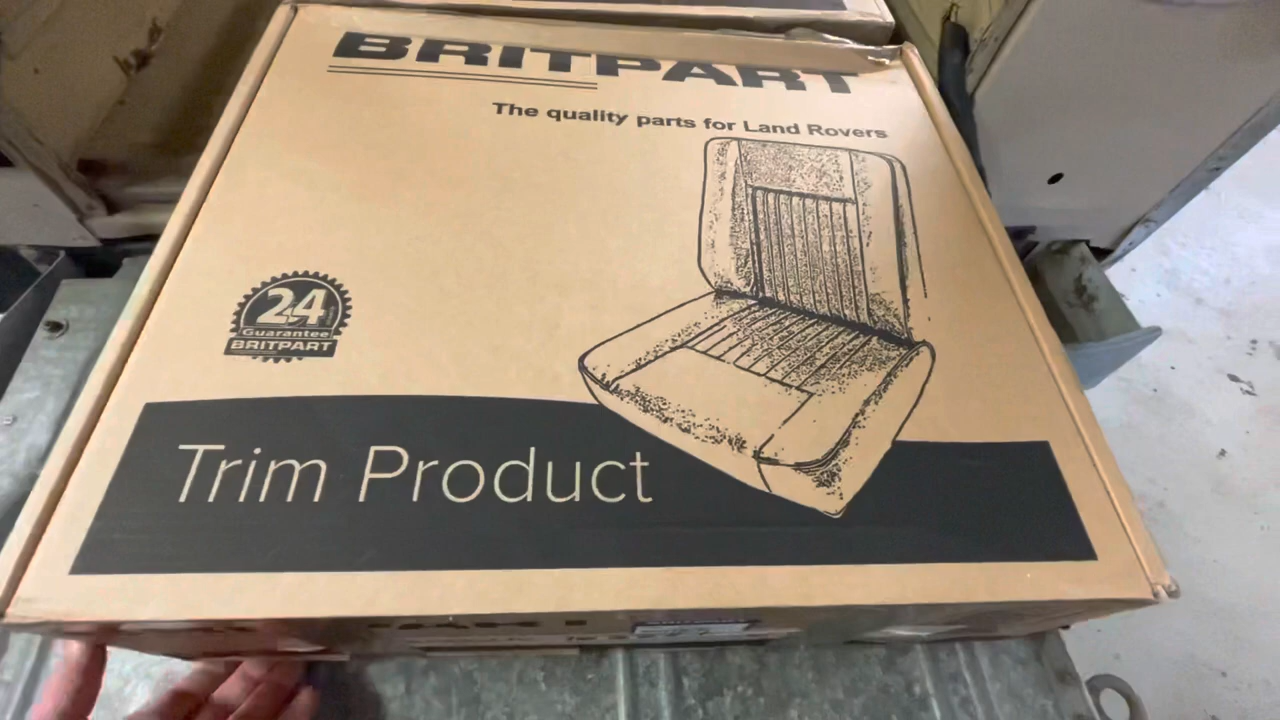 BRITPART
The quality parts for Land Rovers
24
Guarantee
BRITPART
Trim Product